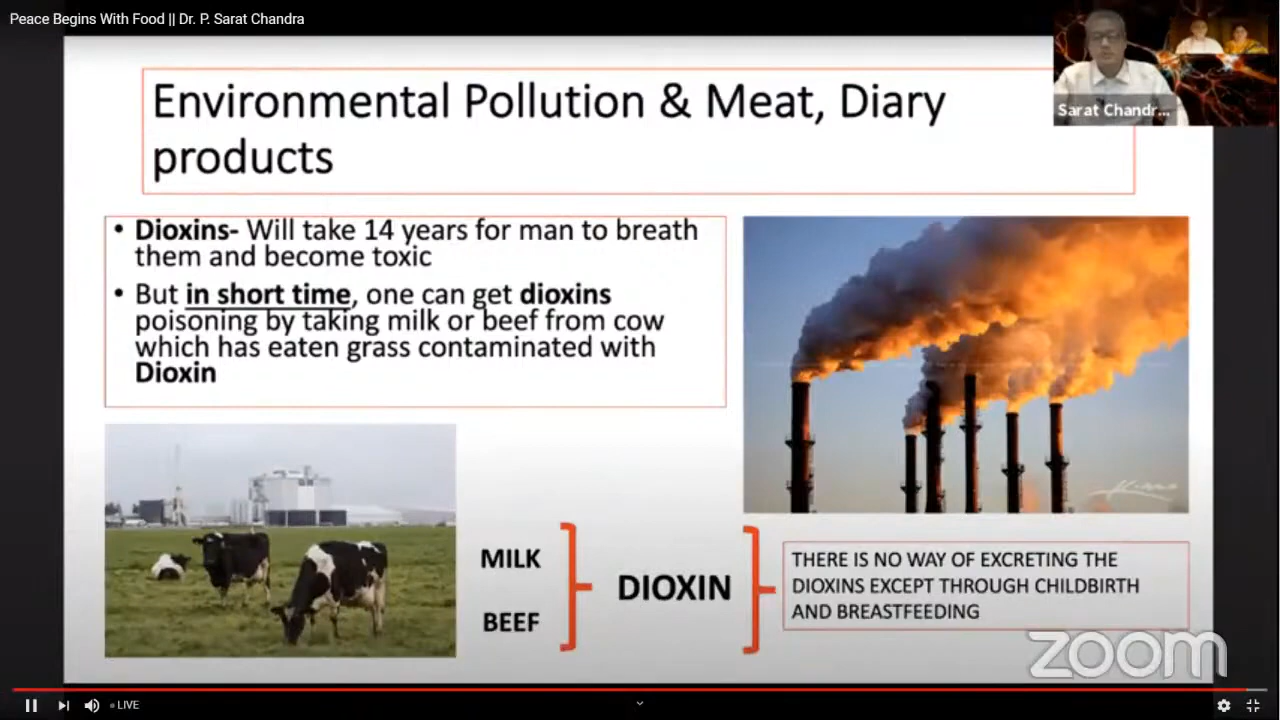 Peace Begins With Food || Dr. P. Sarat Chandra
Sarat Chandr...
Environmental Pollution & Meat, Diary
products
• Dioxins- Will take 14 years for man to breath
them and become toxic
• But in short time, one can get dioxins
poisoning by taking milk or beef from cow
which has eaten grass contaminated with
Dioxin
MILK
BEEF
DIOXIN
THERE IS NO WAY OF EXCRETING THE
DIOXINS EXCEPT THROUGH CHILDBIRTH
AND BREASTFEEDING
zoom
LIVE